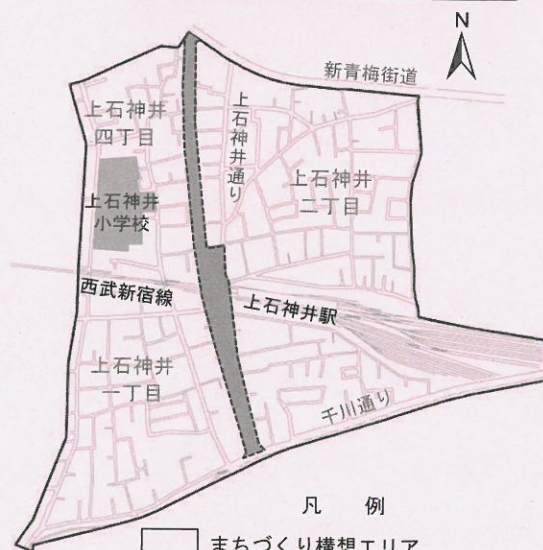 N
新青梅街道
上石神井
四丁目
上石神井通り
上石神井
二丁目
上石神井
小学校
西武新宿線
上石神井駅
上石神井
一丁目
千川通り
凡 例
まちづくり構想エリア